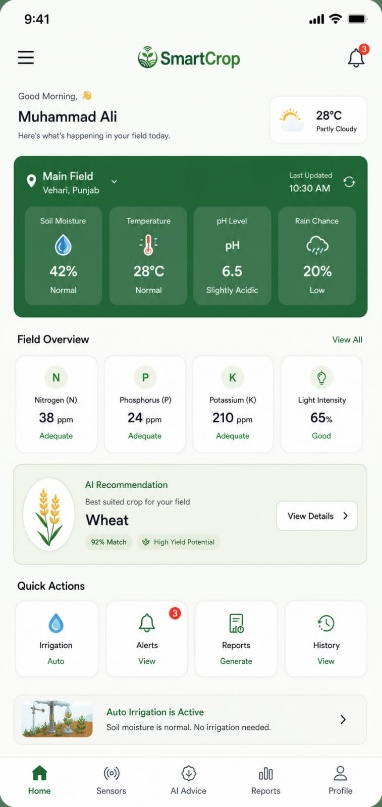 9:41
SmartCrop
3
Good Morning, 👋
Muhammad Ali
Here's what's happening in your field today.
28°C
Partly Cloudy
Main Field
Vehari, Punjab
Last Updated
10:30 AM
Soil Moisture
42%
Normal
Temperature
28°C
Normal
pH Level
pH
6.5
Slightly Acidic
Rain Chance
20%
Low
Field Overview
View All
N
Nitrogen (N)
38 ppm
Adequate
P
Phosphorus (P)
24 ppm
Adequate
K
Potassium (K)
210 ppm
Adequate
Light Intensity
65%
Good
AI Recommendation
Best suited crop for your field
Wheat
92% Match
High Yield Potential
View Details
Quick Actions
Irrigation
Auto
3
Alerts
View
Reports
Generate
History
View
Auto Irrigation is Active
Soil moisture is normal. No irrigation needed.
Home
Sensors
AI Advice
Reports
Profile